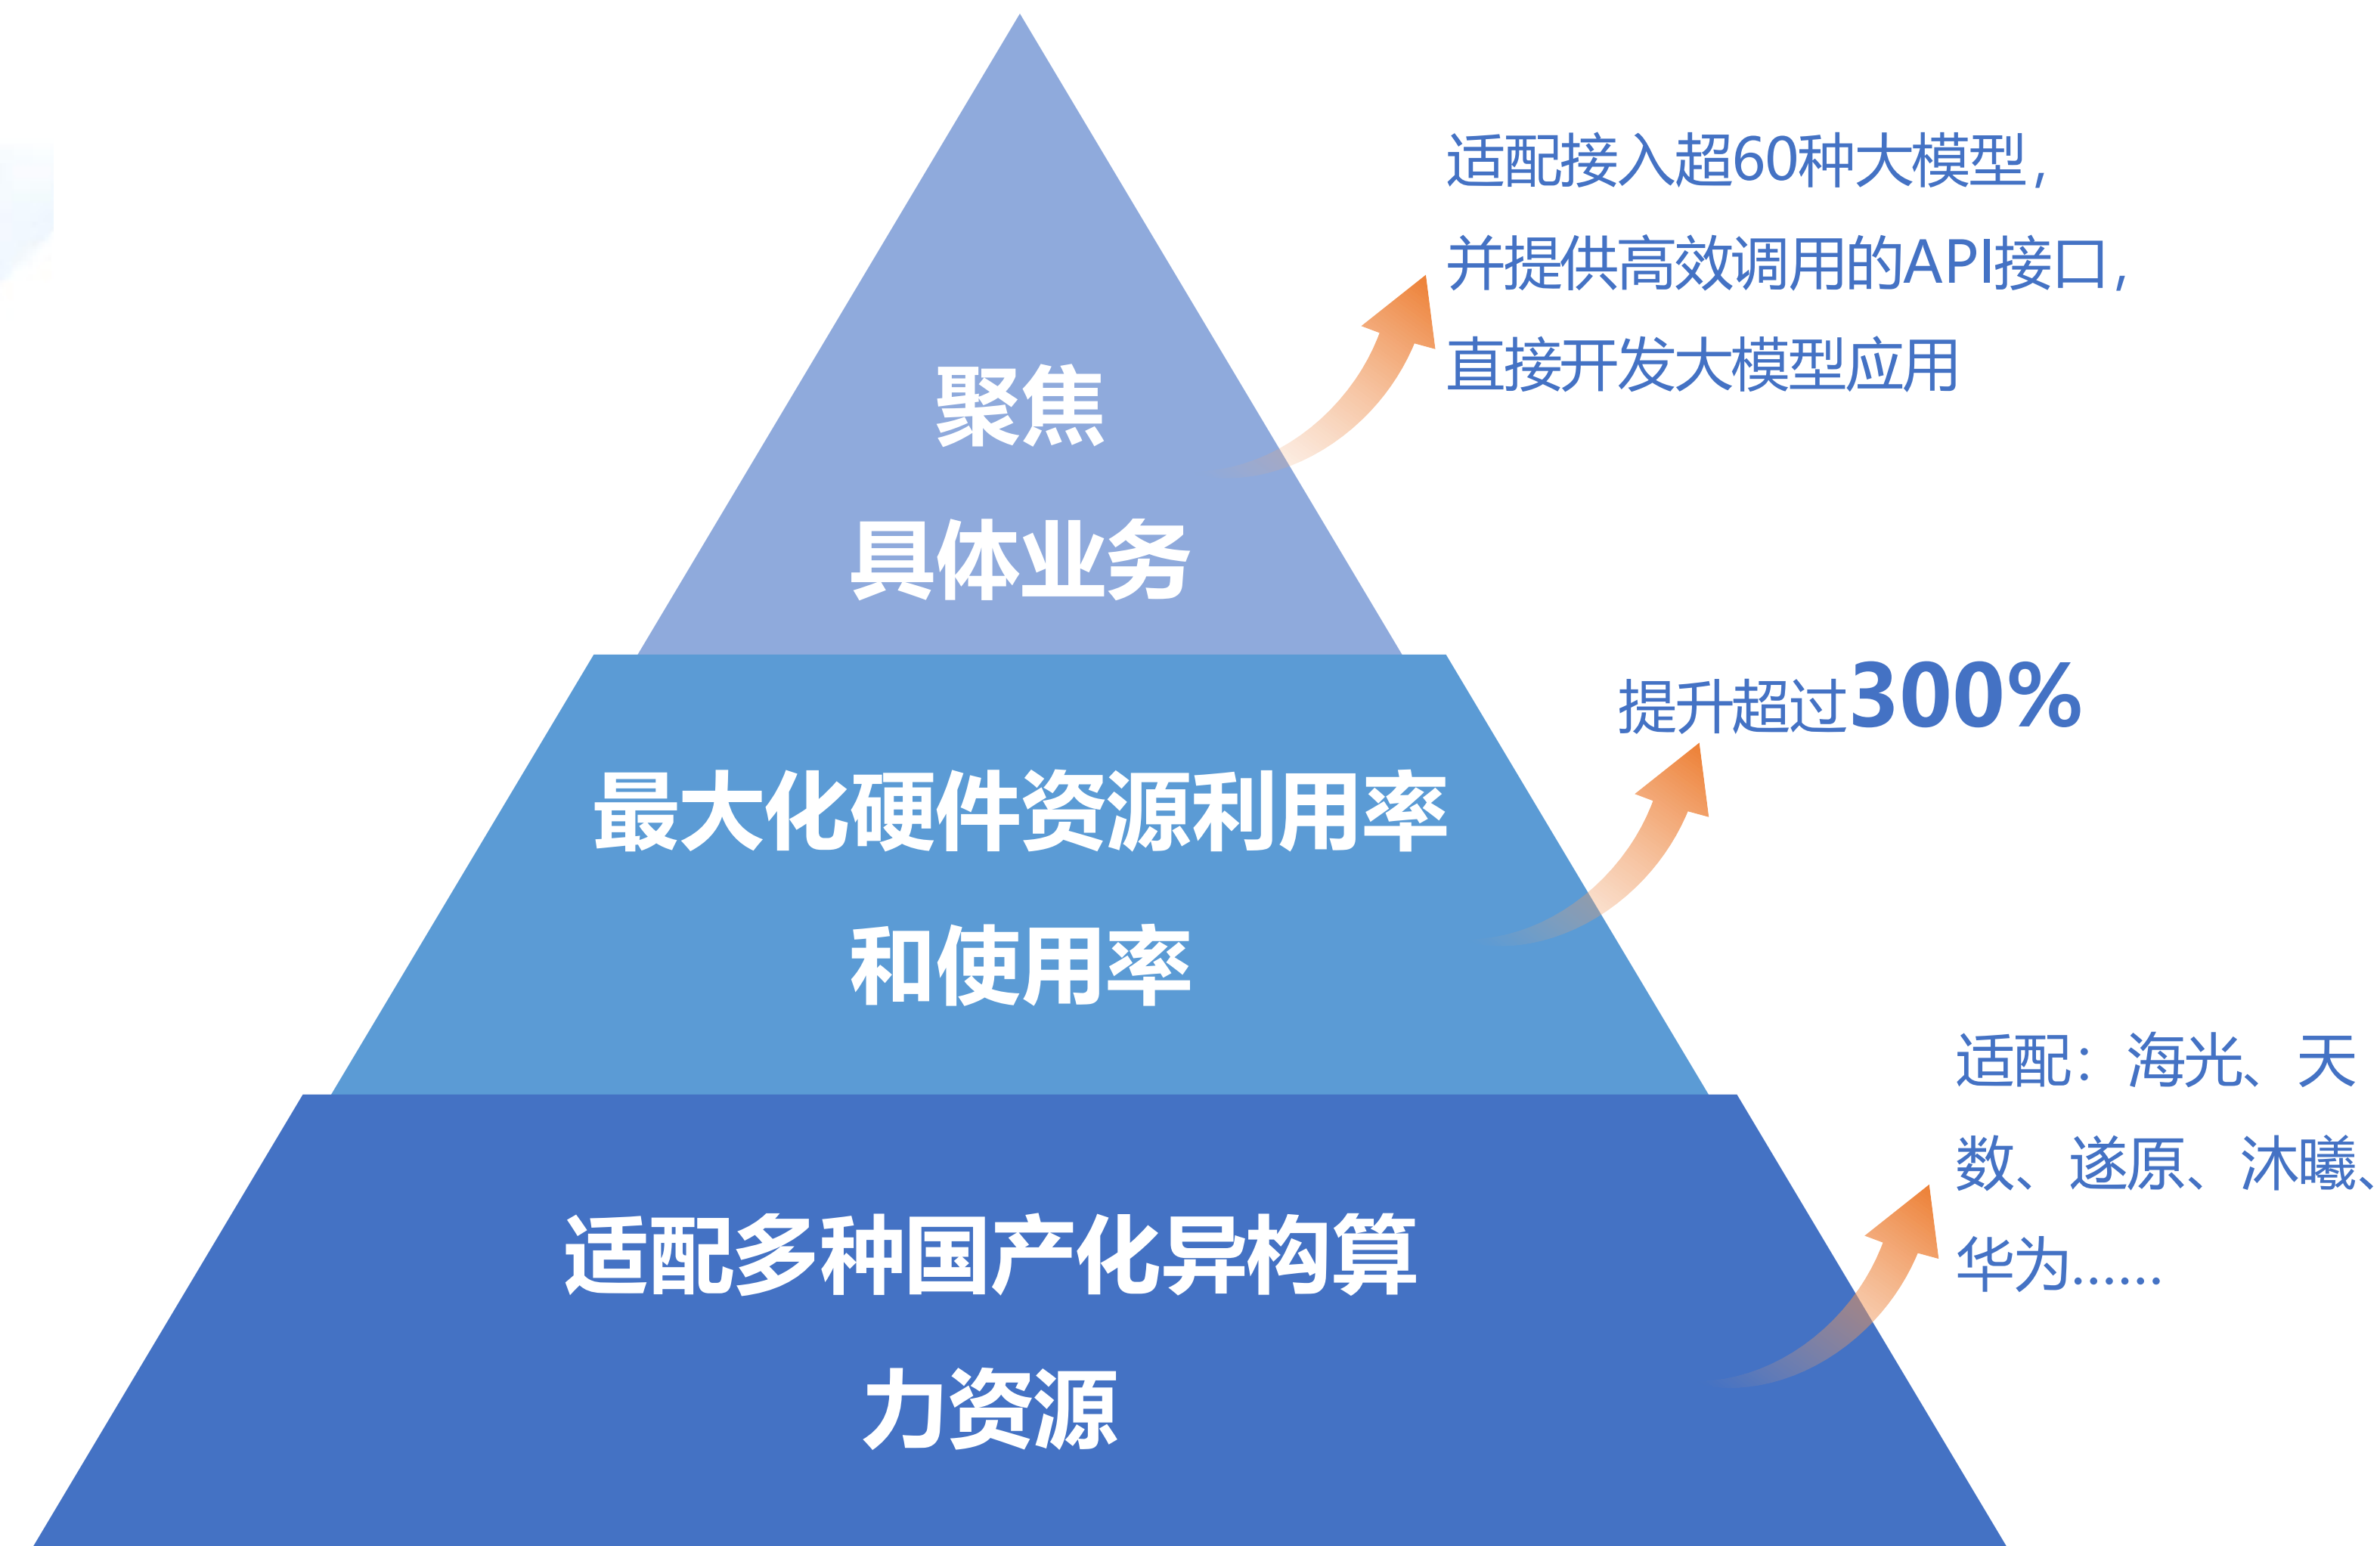 适配接入超60种大模型，
并提供高效调用的API接口，
直接开发大模型应用
聚焦
具体业务
提升超过300%
最大化硬件资源利用率
和使用率
适配：海光、天
数、遂原、沐曦、
华为……
适配多种国产化异构算
力资源